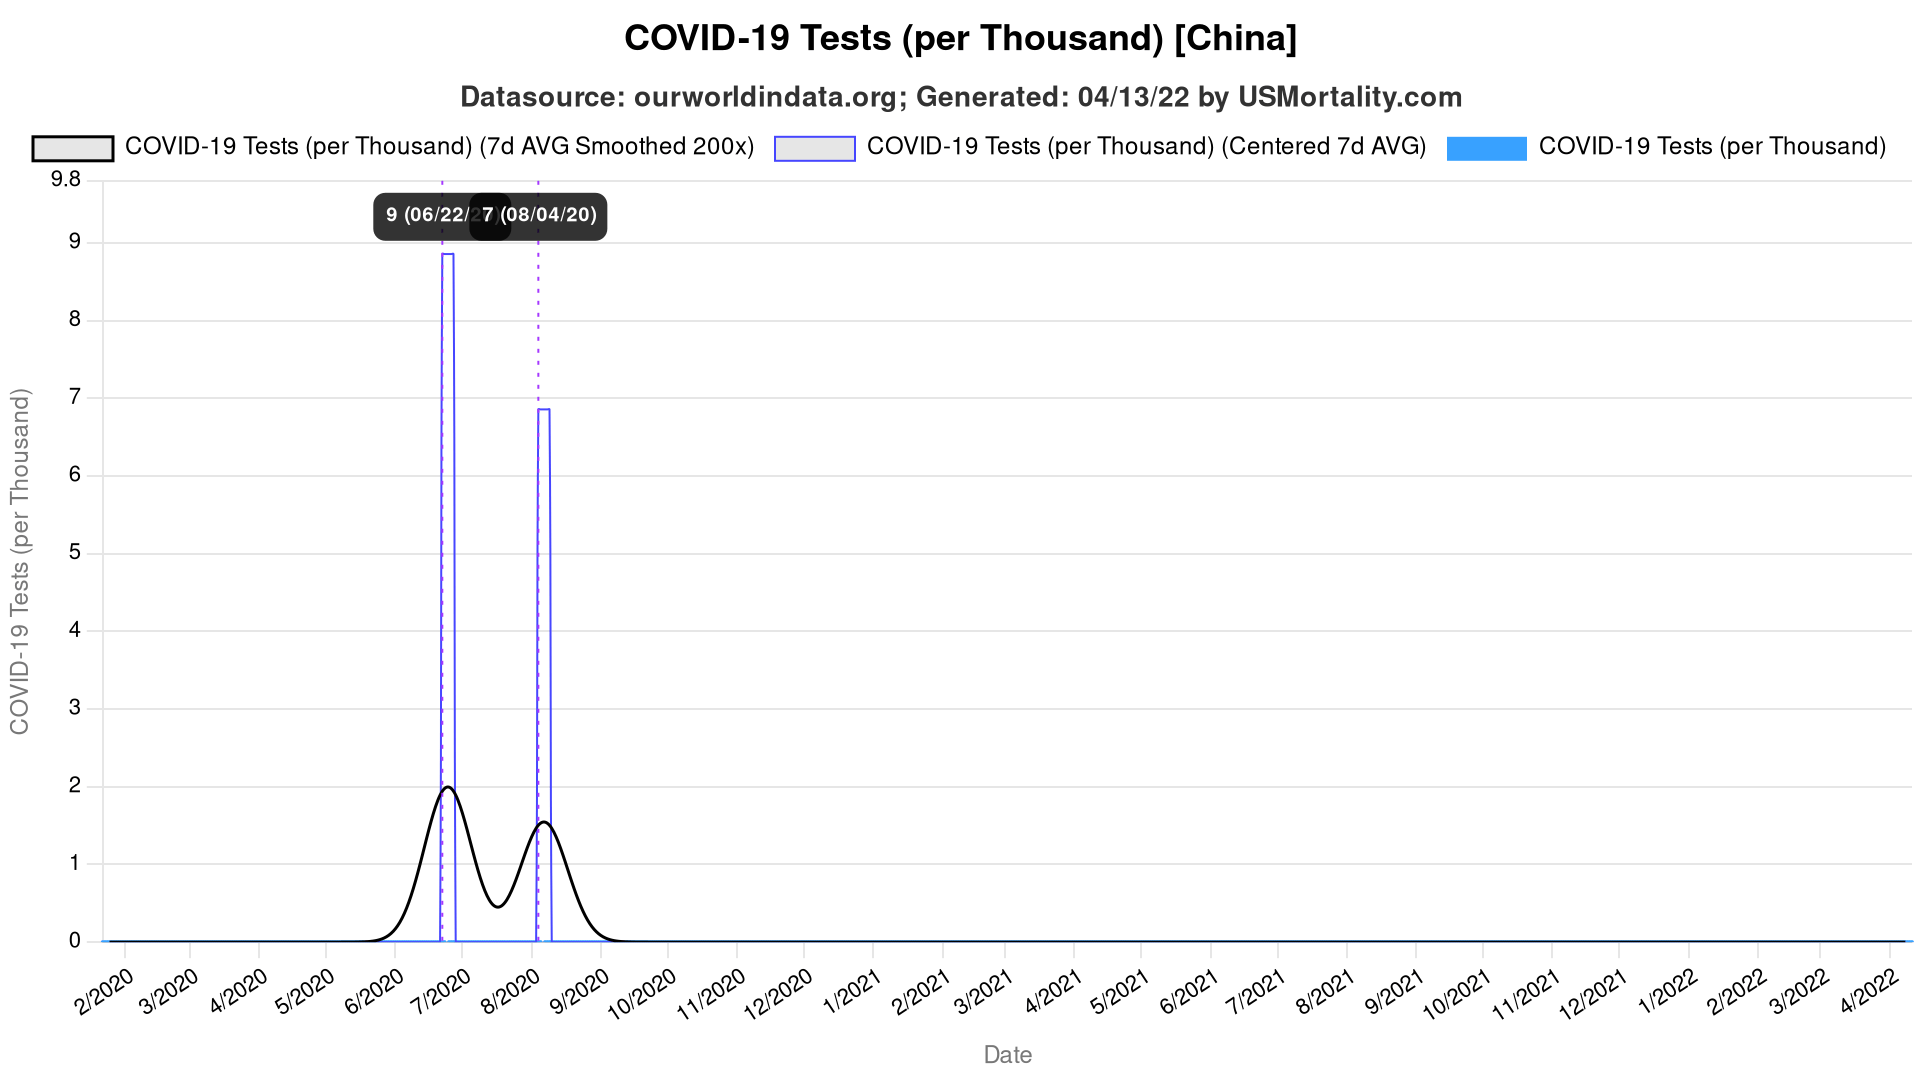 COVID-19 Tests (per Thousand) [China]
Datasource: ourworldindata.org; Generated: 04/13/22 by USMortality.com
COVID-19 Tests (per Thousand) (7d AVG Smoothed 200x) COVID-19 Tests (per Thousand) (Centered 7d AVG) COVID-19 Tests (per Thousand)
9.8
9 (06/22/20) 7 (08/04/20)
9
8
7
6
5
4
3
2
1
0
COVID-19 Tests (per Thousand)
2/2020 3/2020 4/2020 5/2020 6/2020 7/2020 8/2020 9/2020 10/2020 11/2020 12/2020 1/2021 2/2021 3/2021 4/2021 5/2021 6/2021 7/2021 8/2021 9/2021 10/2021 11/2021 12/2021 1/2022 2/2022 3/2022 4/2022
Date